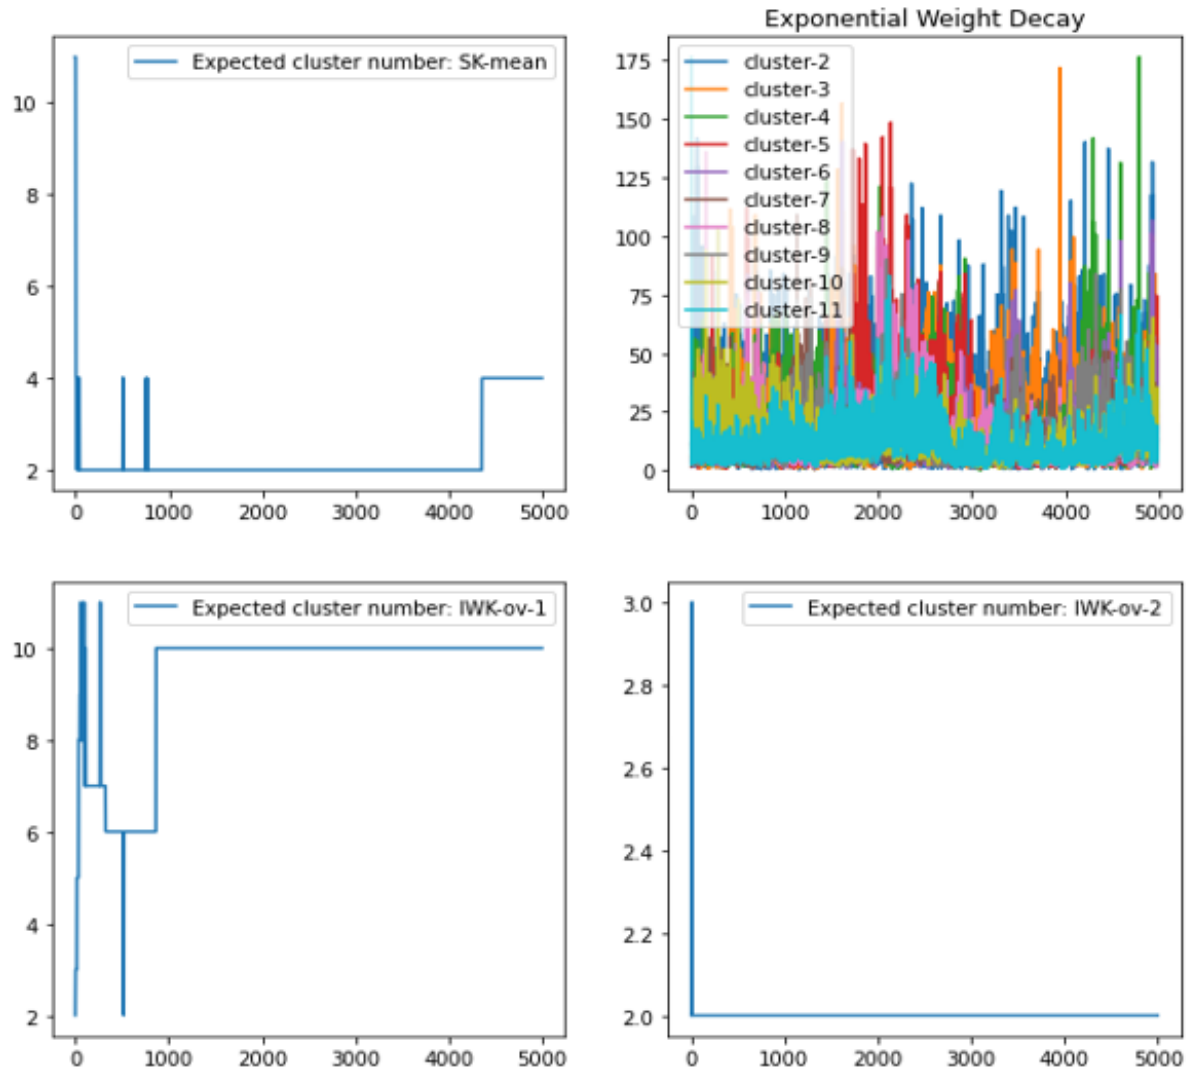 Expected cluster number: SK-mean
10
8
6
4
2
0 1000 2000 3000 4000 5000
Exponential Weight Decay
cluster-2
cluster-3
cluster-4
cluster-5
cluster-6
cluster-7
cluster-8
cluster-9
cluster-10
cluster-11
175
150
125
100
75
50
25
0
0 1000 2000 3000 4000 5000
Expected cluster number: IWK-ov-1
10
8
6
4
2
0 1000 2000 3000 4000 5000
Expected cluster number: IWK-ov-2
3.0
2.8
2.6
2.4
2.2
2.0
0 1000 2000 3000 4000 5000